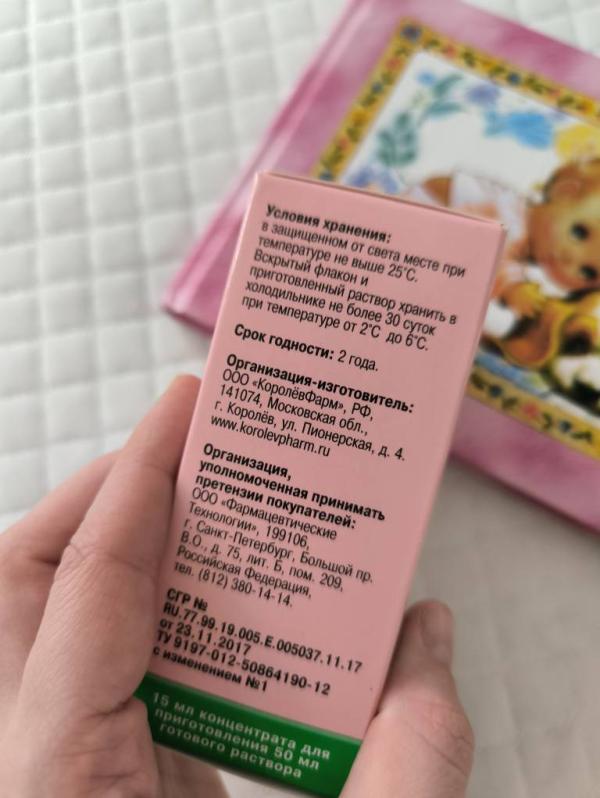 Условия хранения:
в защищенном от света месте при
температуре не выше 25°С.
Вскрытый флакон и
приготовленный раствор хранить в
холодильнике не более 30 суток
при температуре от 2°С до 6°С.
Срок годности: 2 года.
Организация-изготовитель:
ООО «КоролёвФарм», РФ,
141074, Московская обл.,
г. Королёв, ул. Пионерская, д. 4.
www.korolevpharm.ru
Организация,
уполномоченная принимать
претензии покупателей:
ООО «Фармацевтические
Технологии», 199106,
г. Санкт-Петербург, Большой пр.
В.О., д. 75, лит. Б, пом. 209,
Российская Федерация,
тел. (812) 380-14-14.
СГР №
RU.77.99.19.005.Е.005037.11.17
от 23.11.2017
ТУ 9197-012-50864190-12
с изменением №1
15 мл концентрата для
приготовления 50 мл
готового раствора